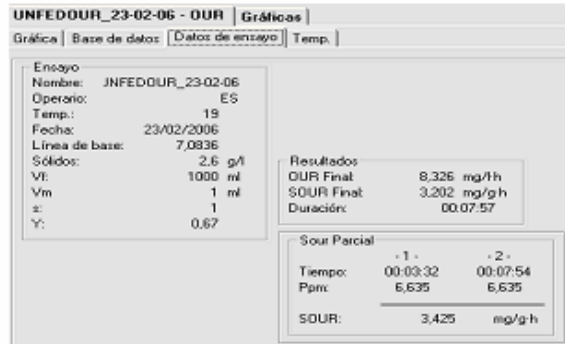 UNFEDOUR_23-02-06 - OUR Gráficas
Gráfica Base de datos Datos de ensayo Temp.
Ensayo
Nombre: JNFEDOUR_23-02-06
Operario: ES
Temp.: 19
Fecha: 23/02/2006
Línea de base: 7,0836
Sólidos: 2,6 g/l
Vf: 1000 ml
Vm 1 ml
s: 1
Y: 0,67
Resultados
OUR Final: 8,326 mg/l·h
SOUR Final: 3,202 mg/g·h
Duración: 00:07:57
Sour Parcial
- 1 - - 2 -
Tiempo: 00:03:32 00:07:54
Ppm: 6,635 6,635
SOUR: 3,425 mg/g·h